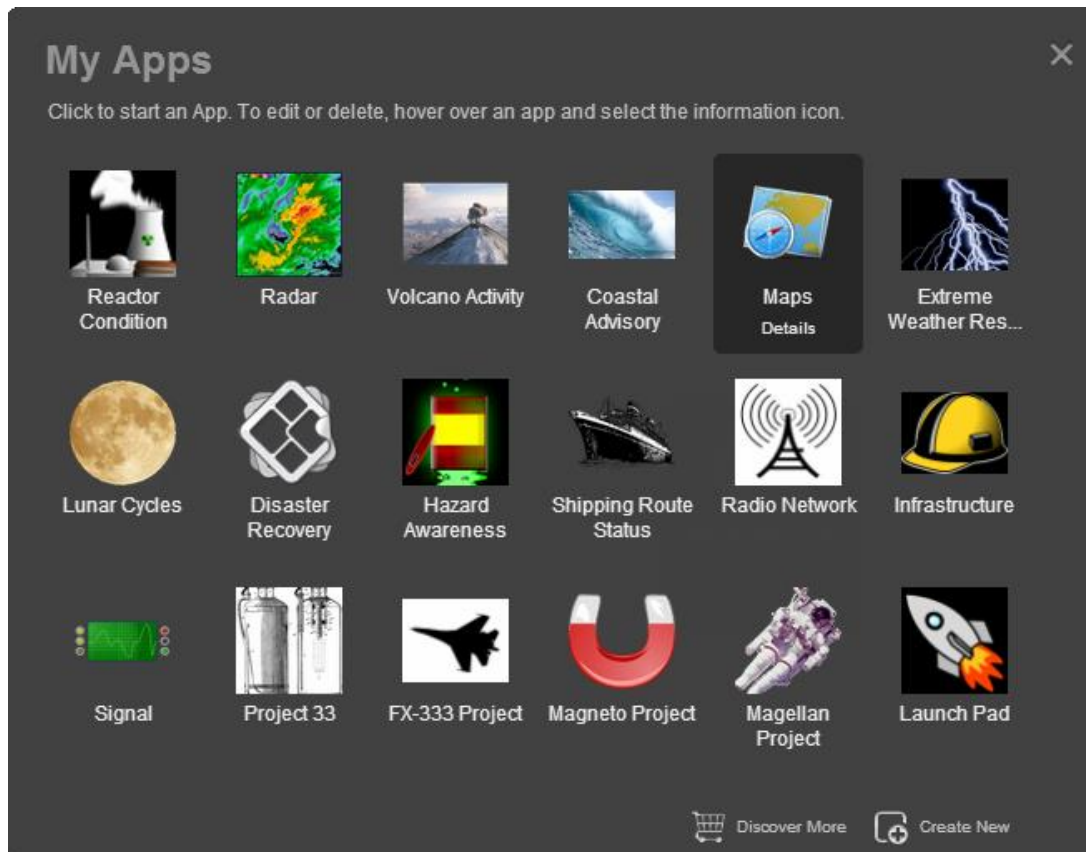 My Apps
Click to start an App. To edit or delete, hover over an app and select the information icon.
Reactor
Condition
Radar
Volcano Activity
Coastal
Advisory
Maps
Details
Extreme
Weather Res...
Lunar Cycles
Disaster
Recovery
Hazard
Awareness
Shipping Route
Status
Radio Network
Infrastructure
Signal
Project 33
FX-333 Project
Magneto Project
Magellan
Project
Launch Pad
Discover More
Create New